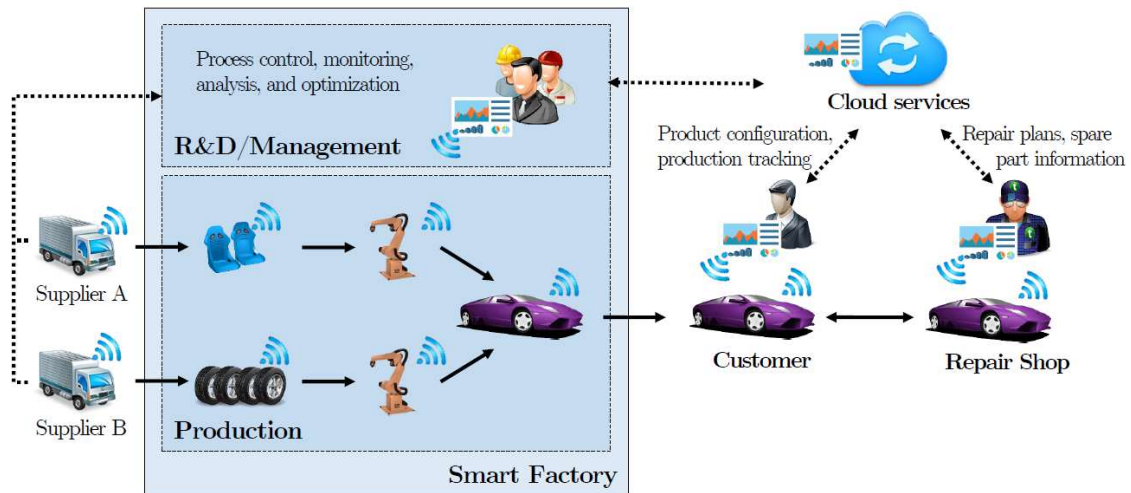 Process control, monitoring,
analysis, and optimization
R&D/Management
Cloud services
Product configuration,
production tracking
Repair plans, spare
part information
Supplier A
Supplier B
Production
Customer
Repair Shop
Smart Factory